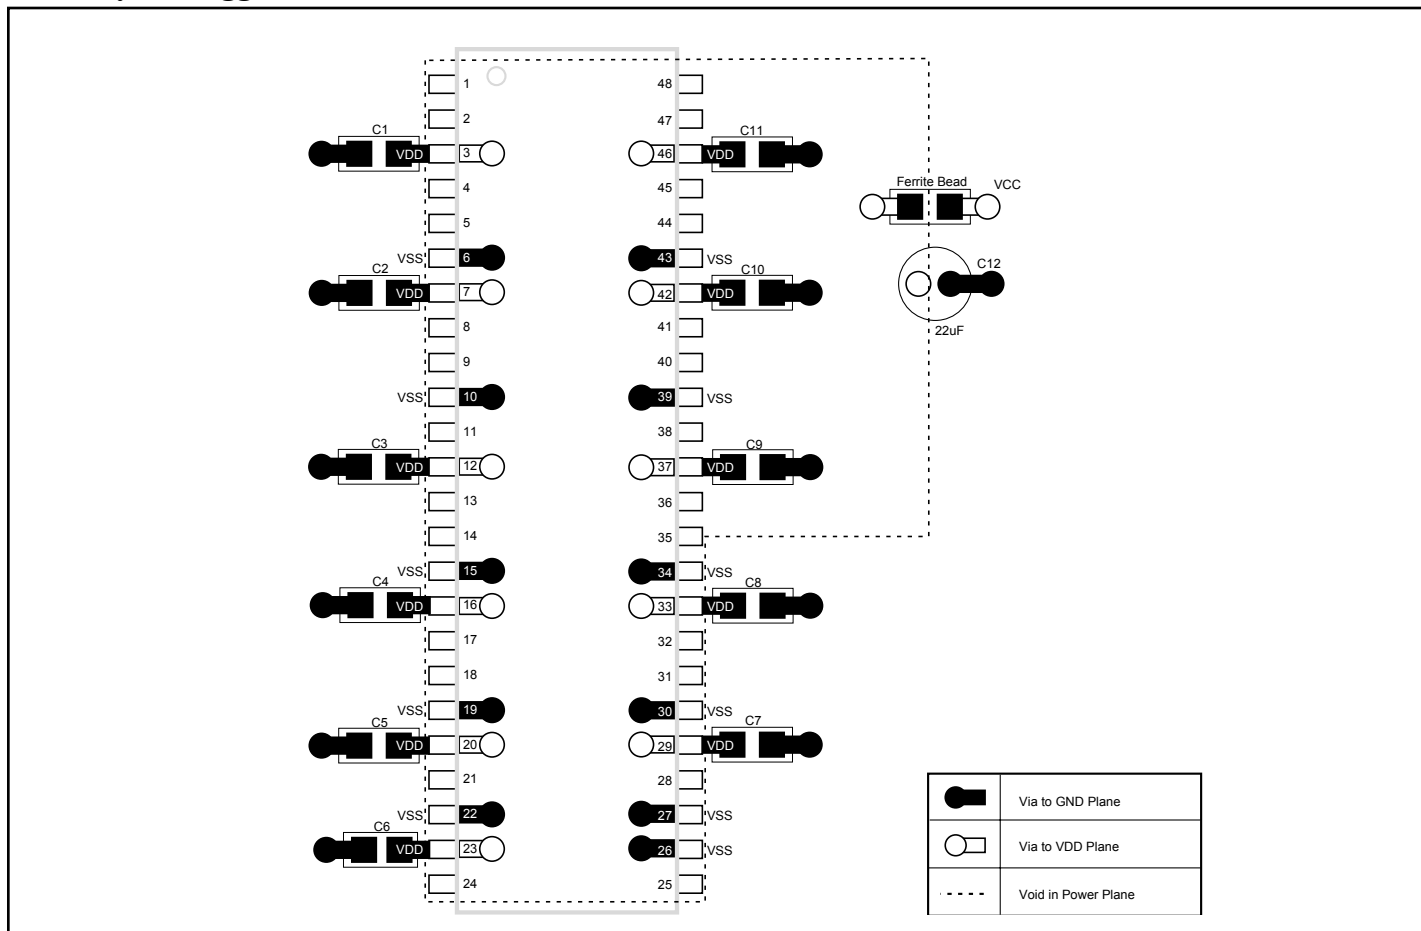 1 48
2 47
C1 C11
VDD 3 46 VDD
4 45
Ferrite Bead VCC
5 44
VSS 6 43 VSS
C2 C10 C12
VDD 7 42 VDD
8 41 22uF
9 40
VSS 10 39 VSS
11 38
C3 C9
VDD 12 37 VDD
13 36
14 35
VSS 15 34 VSS
C4 C8
VDD 16 33 VDD
17 32
18 31
VSS 19 30 VSS
C5 C7
VDD 20 29 VDD
21 28
VSS 22 27 VSS
C6
VDD 23 26 VSS
24 25
Via to GND Plane
Via to VDD Plane
Void in Power Plane